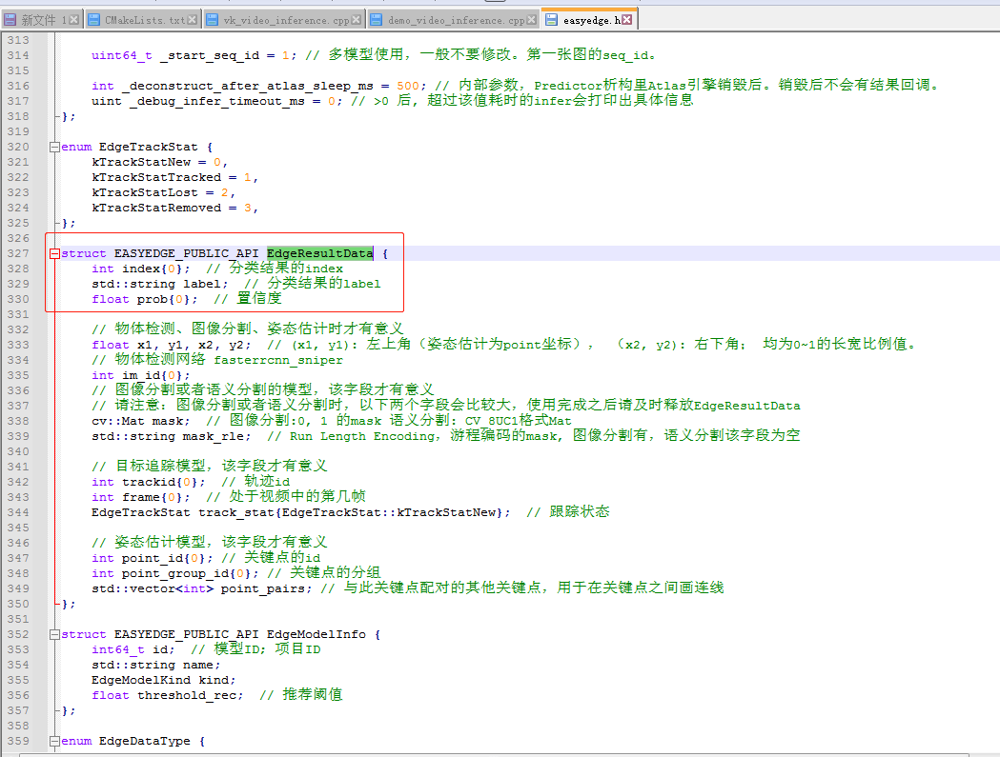 新文件 1 CMakeLists.txt vk_video_inference.cpp demo_video_inference.cpp easyedge.h
313
314 uint64_t _start_seq_id = 1; // 多模型使用，一般不要修改。第一张图的seq_id。
315
316 int _deconstruct_after_atlas_sleep_ms = 500; // 内部参数，Predictor析构里Atlas引擎销毁后。销毁后不会有结果回调。
317 uint _debug_infer_timeout_ms = 0; // >0 后, 超过该值耗时的infer会打印出具体信息
318 };
319
320 enum EdgeTrackStat {
321 kTrackStatNew = 0,
322 kTrackStatTracked = 1,
323 kTrackStatLost = 2,
324 kTrackStatRemoved = 3,
325 };
326
327 struct EASYEDGE_PUBLIC_API EdgeResultData {
328 int index{0}; // 分类结果的index
329 std::string label; // 分类结果的label
330 float prob{0}; // 置信度
331
332 // 物体检测、图像分割、姿态估计时才有意义
333 float x1, y1, x2, y2; // (x1, y1): 左上角（姿态估计为point坐标）， （x2, y2): 右下角； 均为0~1的长宽比例值。
334 // 物体检测网络 fasterrcnn_sniper
335 int im_id{0};
336 // 图像分割或者语义分割的模型，该字段才有意义
337 // 请注意：图像分割或者语义分割时，以下两个字段会比较大，使用完成之后请及时释放EdgeResultData
338 cv::Mat mask; // 图像分割:0, 1 的mask 语义分割: CV_8UC1格式Mat
339 std::string mask_rle; // Run Length Encoding，游程编码的mask, 图像分割有，语义分割该字段为空
340
341 // 目标追踪模型，该字段才有意义
342 int trackid{0}; // 轨迹id
343 int frame{0}; // 处于视频中的第几帧
344 EdgeTrackStat track_stat{EdgeTrackStat::kTrackStatNew}; // 跟踪状态
345
346 // 姿态估计模型，该字段才有意义
347 int point_id{0}; // 关键点的id
348 int point_group_id{0}; // 关键点的分组
349 std::vector<int> point_pairs; // 与此关键点配对的其他关键点，用于在关键点之间画连线
350 };
351
352 struct EASYEDGE_PUBLIC_API EdgeModelInfo {
353 int64_t id; // 模型ID; 项目ID
354 std::string name;
355 EdgeModelKind kind;
356 float threshold_rec; // 推荐阈值
357 };
358
359 enum EdgeDataType {